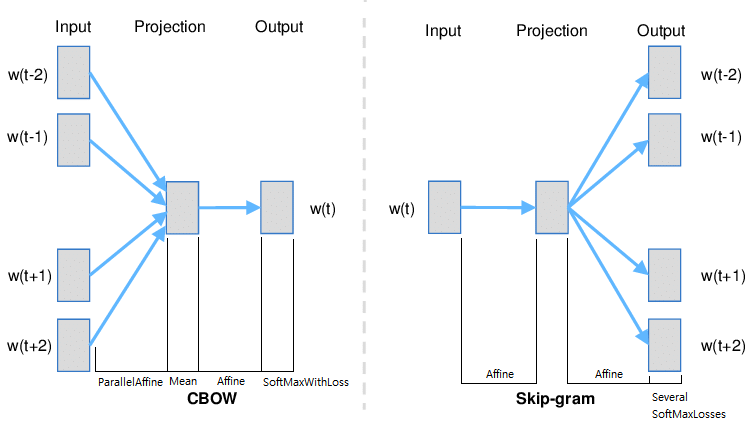 Input Projection Output
w(t-2)
w(t-1)
w(t)
w(t+1)
w(t+2)
ParallelAffine Mean Affine SoftMaxWithLoss
CBOW
Input Projection Output
w(t-2)
w(t-1)
w(t)
w(t+1)
w(t+2)
Affine Affine
Several
SoftMaxLosses
Skip-gram